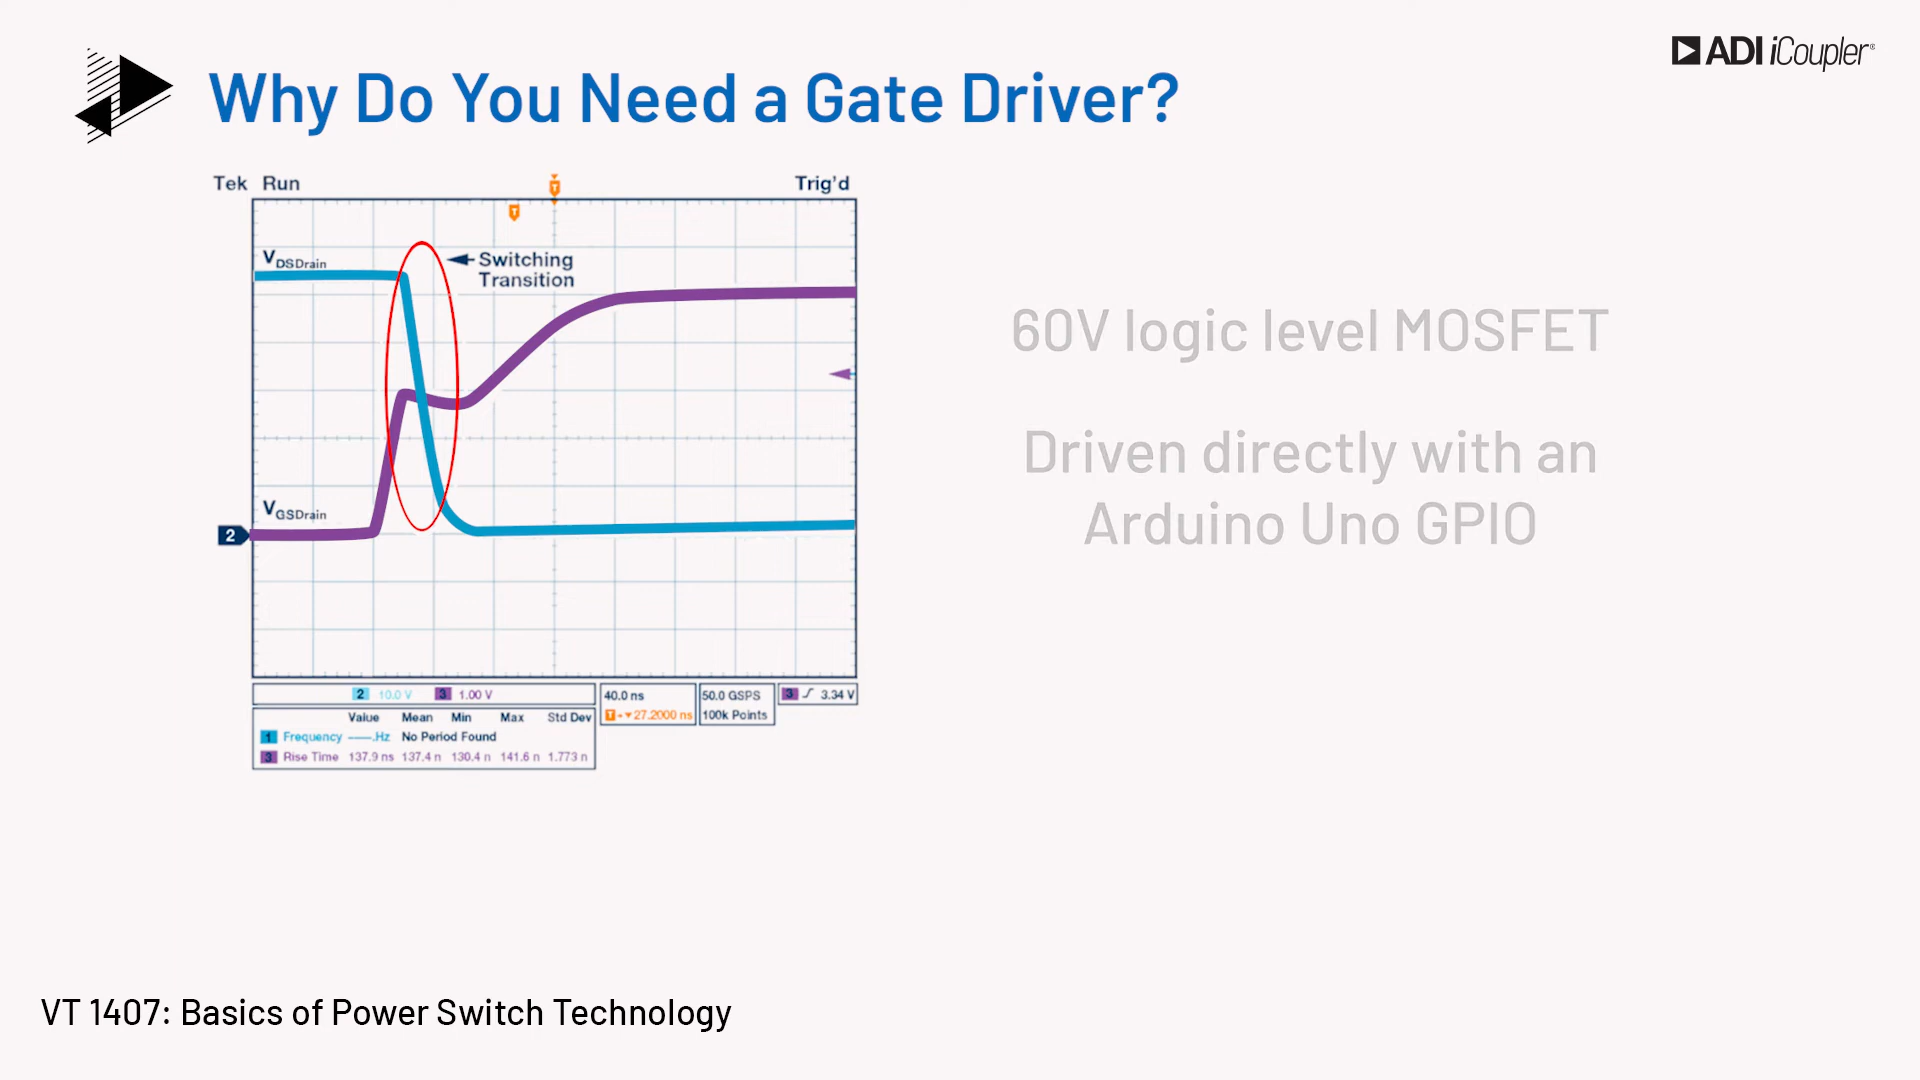 ADI iCoupler®
Why Do You Need a Gate Driver?
Tek Run Trig'd
T
T
VDSDrain
Switching
Transition
VGSDrain
2
60V logic level MOSFET
Driven directly with an
Arduino Uno GPIO
2 10.0 V 3 1.00 V
40.0 ns
T→▼27.2000 ns
50.0 GSPS
100k Points
3 3.34 V
Value Mean Min Max Std Dev
1 Frequency ——.Hz No Period Found
3 Rise Time 137.9 ns 137.4 n 130.4 n 141.6 n 1.773 n
VT 1407: Basics of Power Switch Technology